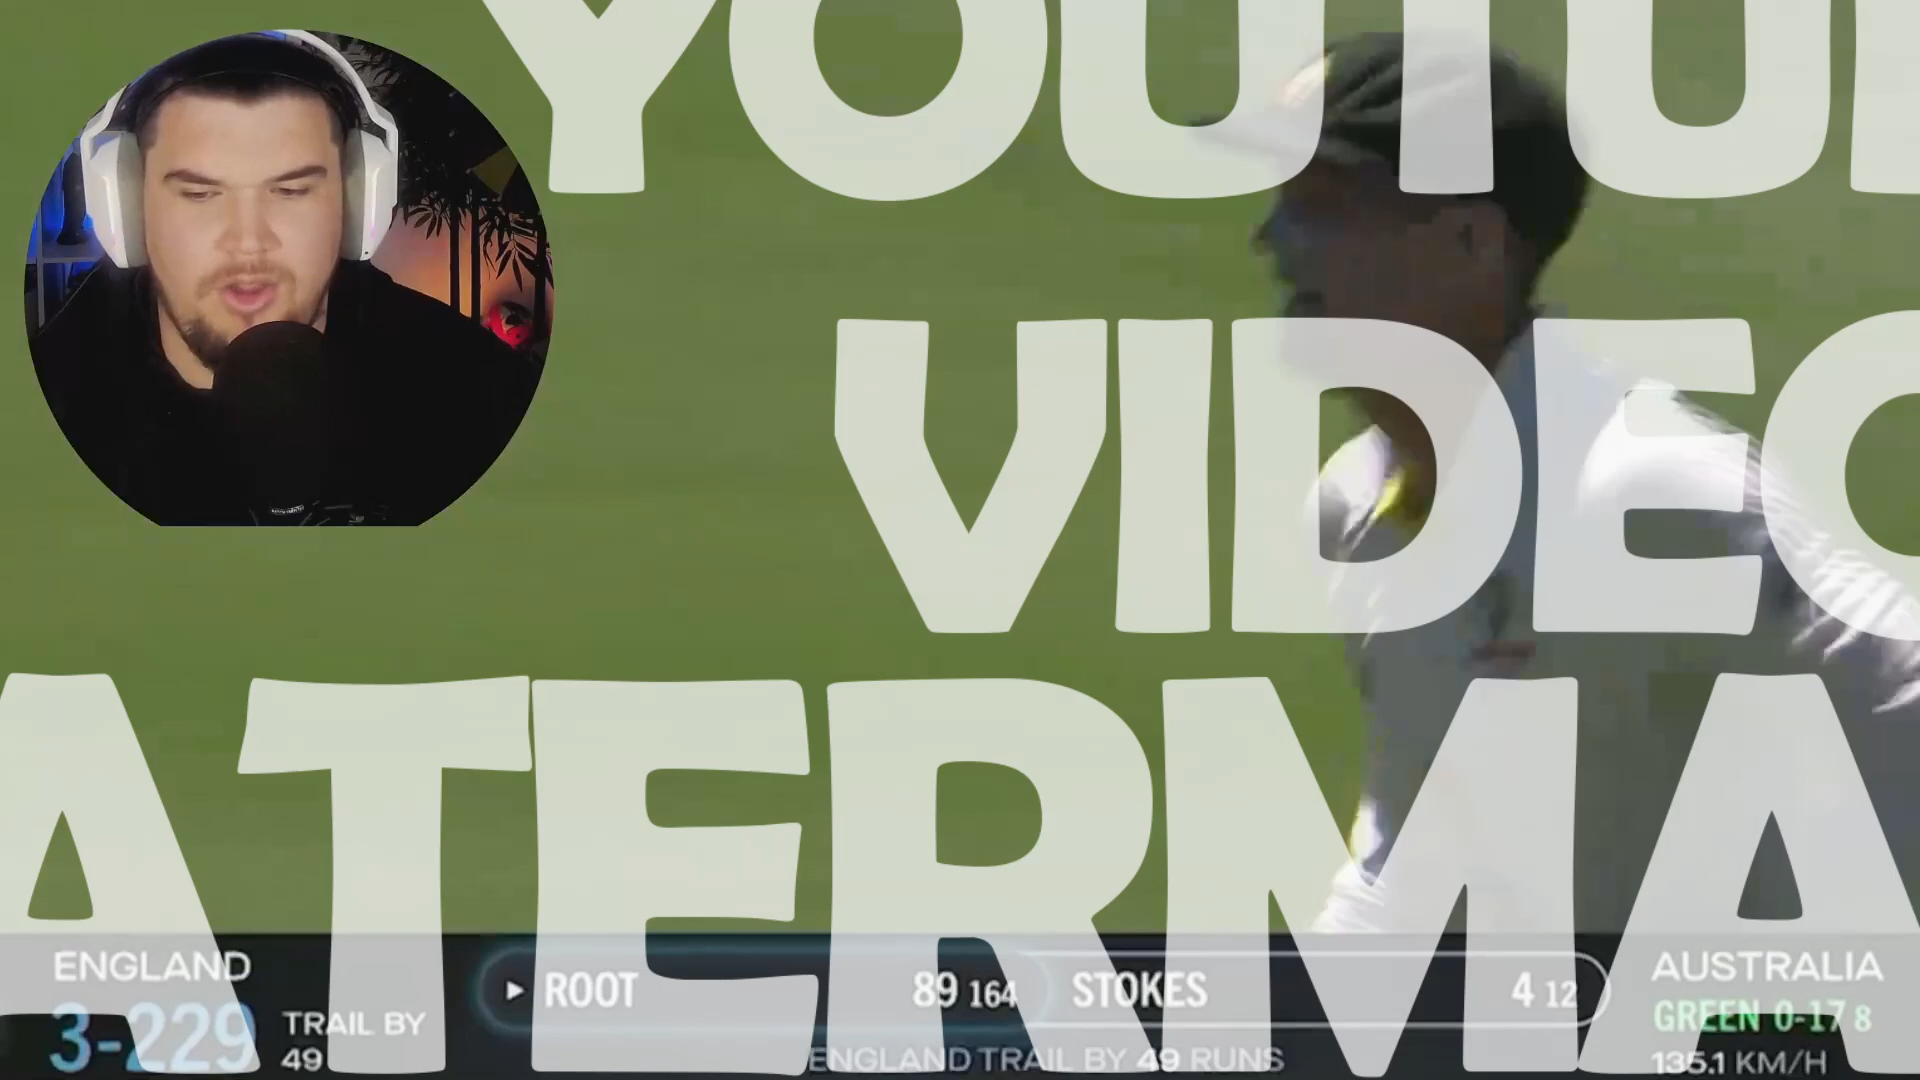 YOUTU
VIDEO
ATERMA
ENGLAND
3-229
TRAIL BY
49
▶ ROOT 89 164
STOKES 4 12
ENGLAND TRAIL BY 49 RUNS
AUSTRALIA
GREEN 0-17 8
135.1 KM/H